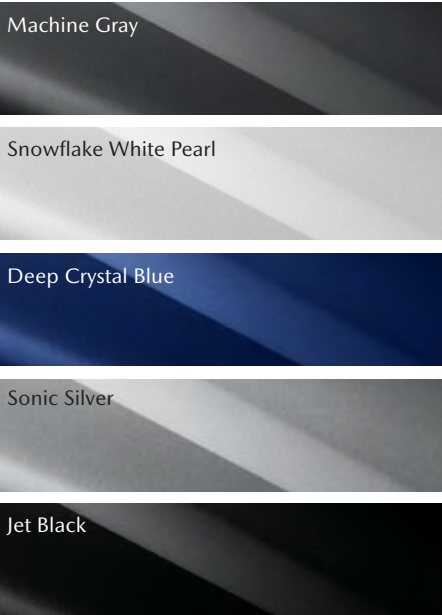 Machine Gray
Snowflake White Pearl
Deep Crystal Blue
Sonic Silver
Jet Black